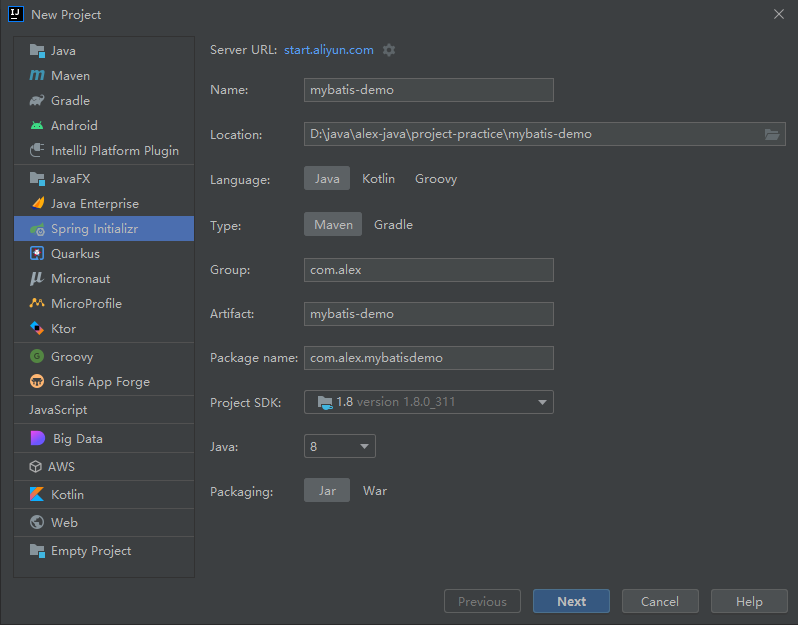 New Project
Java
Maven
Gradle
Android
IntelliJ Platform Plugin
JavaFX
Java Enterprise
Spring Initializr
Quarkus
Micronaut
MicroProfile
Ktor
Groovy
Grails App Forge
JavaScript
Big Data
AWS
Kotlin
Web
Empty Project
Server URL: start.aliyun.com
Name: mybatis-demo
Location: D:\java\alex-java\project-practice\mybatis-demo
Language: Java Kotlin Groovy
Type: Maven Gradle
Group: com.alex
Artifact: mybatis-demo
Package name: com.alex.mybatisdemo
Project SDK: 1.8 version 1.8.0_311
Java: 8
Packaging: Jar War
Previous Next Cancel Help